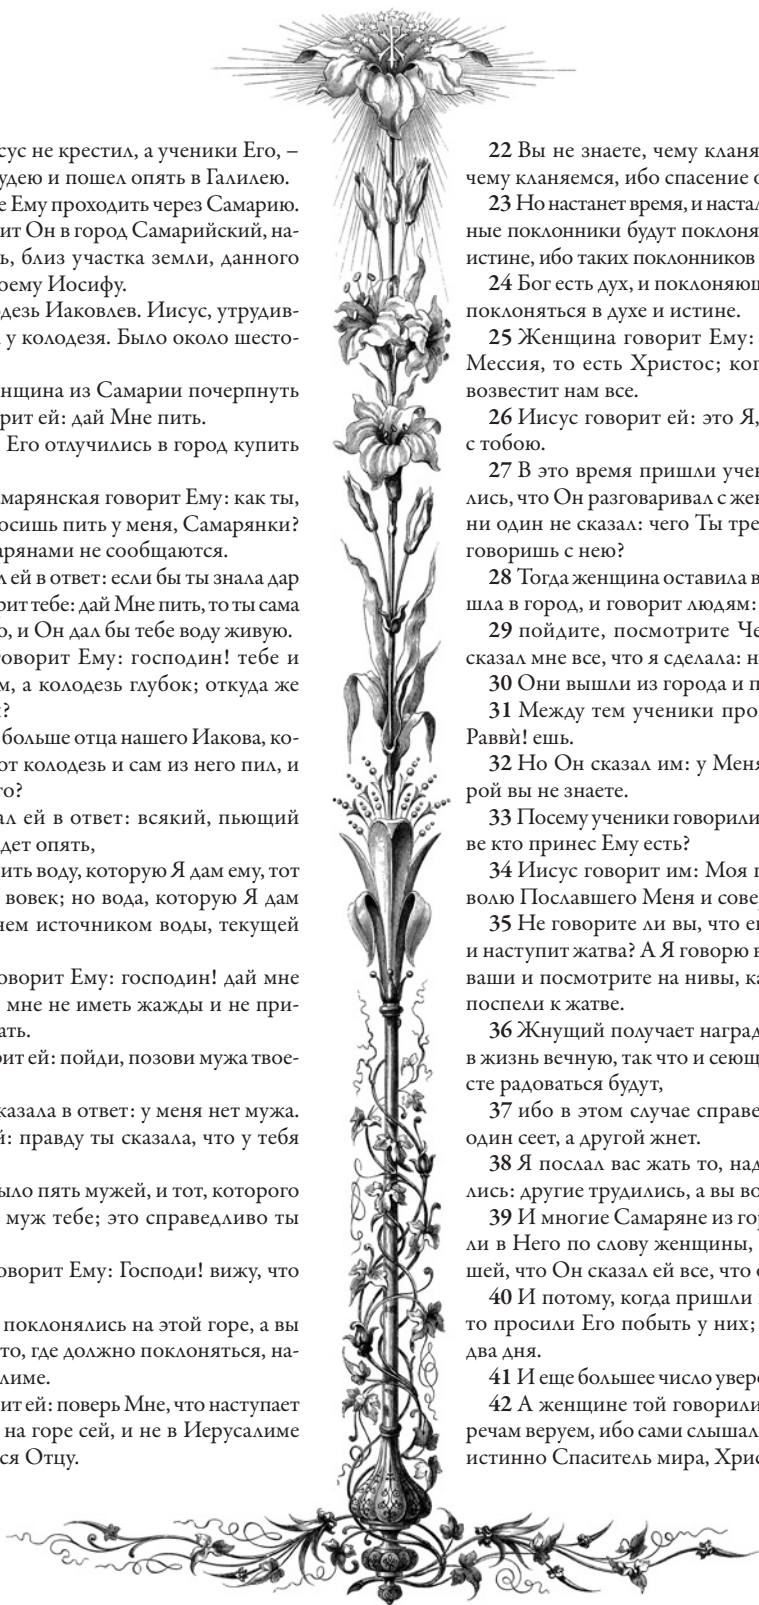 сус не крестил, а ученики Его, –
удею и пошел опять в Галилею.
е Ему проходить через Самарию.
ит Он в город Самарийский, на-
ь, близ участка земли, данного
оему Иосифу.
одезь Иаковлев. Иисус, утрудив-
у колодезя. Было около шесто-
нщина из Самарии почерпнуть
рит ей: дай Мне пить.
Его отлучились в город купить
марянская говорит Ему: как ты,
осишь пить у меня, Самарянки?
арянами не сообщаются.
л ей в ответ: если бы ты знала дар
рит тебе: дай Мне пить, то ты сама
о, и Он дал бы тебе воду живую.
говорит Ему: господин! тебе и
м, а колодезь глубок; откуда же
?
больше отца нашего Иакова, ко-
от колодезь и сам из него пил, и
го?
ал ей в ответ: всякий, пьющий
дет опять,
ить воду, которую Я дам ему, тот
вовек; но вода, которую Я дам
нем источником воды, текущей
оворит Ему: господин! дай мне
мне не иметь жажды и не при-
ать.
рит ей: пойди, позови мужа твое-
казала в ответ: у меня нет мужа.
й: правду ты сказала, что у тебя
ыло пять мужей, и тот, которого
муж тебе; это справедливо ты
оворит Ему: Господи! вижу, что
поклонялись на этой горе, а вы
то, где должно поклоняться, на-
лиме.
ит ей: поверь Мне, что наступает
на горе сей, и не в Иерусалиме
ся Отцу.
22 Вы не знаете, чему кланя
чему кланяемся, ибо спасение о
23 Но настанет время, и настал
ные поклонники будут поклоня
истине, ибо таких поклонников
24 Бог есть дух, и поклоняющ
поклоняться в духе и истине.
25 Женщина говорит Ему:
Мессия, то есть Христос; ког
возвестит нам все.
26 Иисус говорит ей: это Я,
с тобою.
27 В это время пришли учен
лись, что Он разговаривал с жен
ни один не сказал: чего Ты тре
говоришь с нею?
28 Тогда женщина оставила в
шла в город, и говорит людям:
29 пойдите, посмотрите Че
сказал мне все, что я сделала: н
30 Они вышли из города и п
31 Между тем ученики про
Равви̇! ешь.
32 Но Он сказал им: у Меня
рой вы не знаете.
33 Посему ученики говорили
ве кто принес Ему есть?
34 Иисус говорит им: Моя п
волю Пославшего Меня и сове
35 Не говорите ли вы, что е
и наступит жатва? А Я говорю в
ваши и посмотрите на нивы, ка
поспели к жатве.
36 Жнущий получает наград
в жизнь вечную, так что и сеющ
сте радоваться будут,
37 ибо в этом случае справе
один сеет, а другой жнет.
38 Я послал вас жать то, над
лись: другие трудились, а вы во
39 И многие Самаряне из гор
ли в Него по слову женщины,
шей, что Он сказал ей все, что
40 И потому, когда пришли
то просили Его побыть у них;
два дня.
41 И еще большее число увер
42 А женщине той говорили
речам веруем, ибо сами слышал
истинно Спаситель мира, Хрис